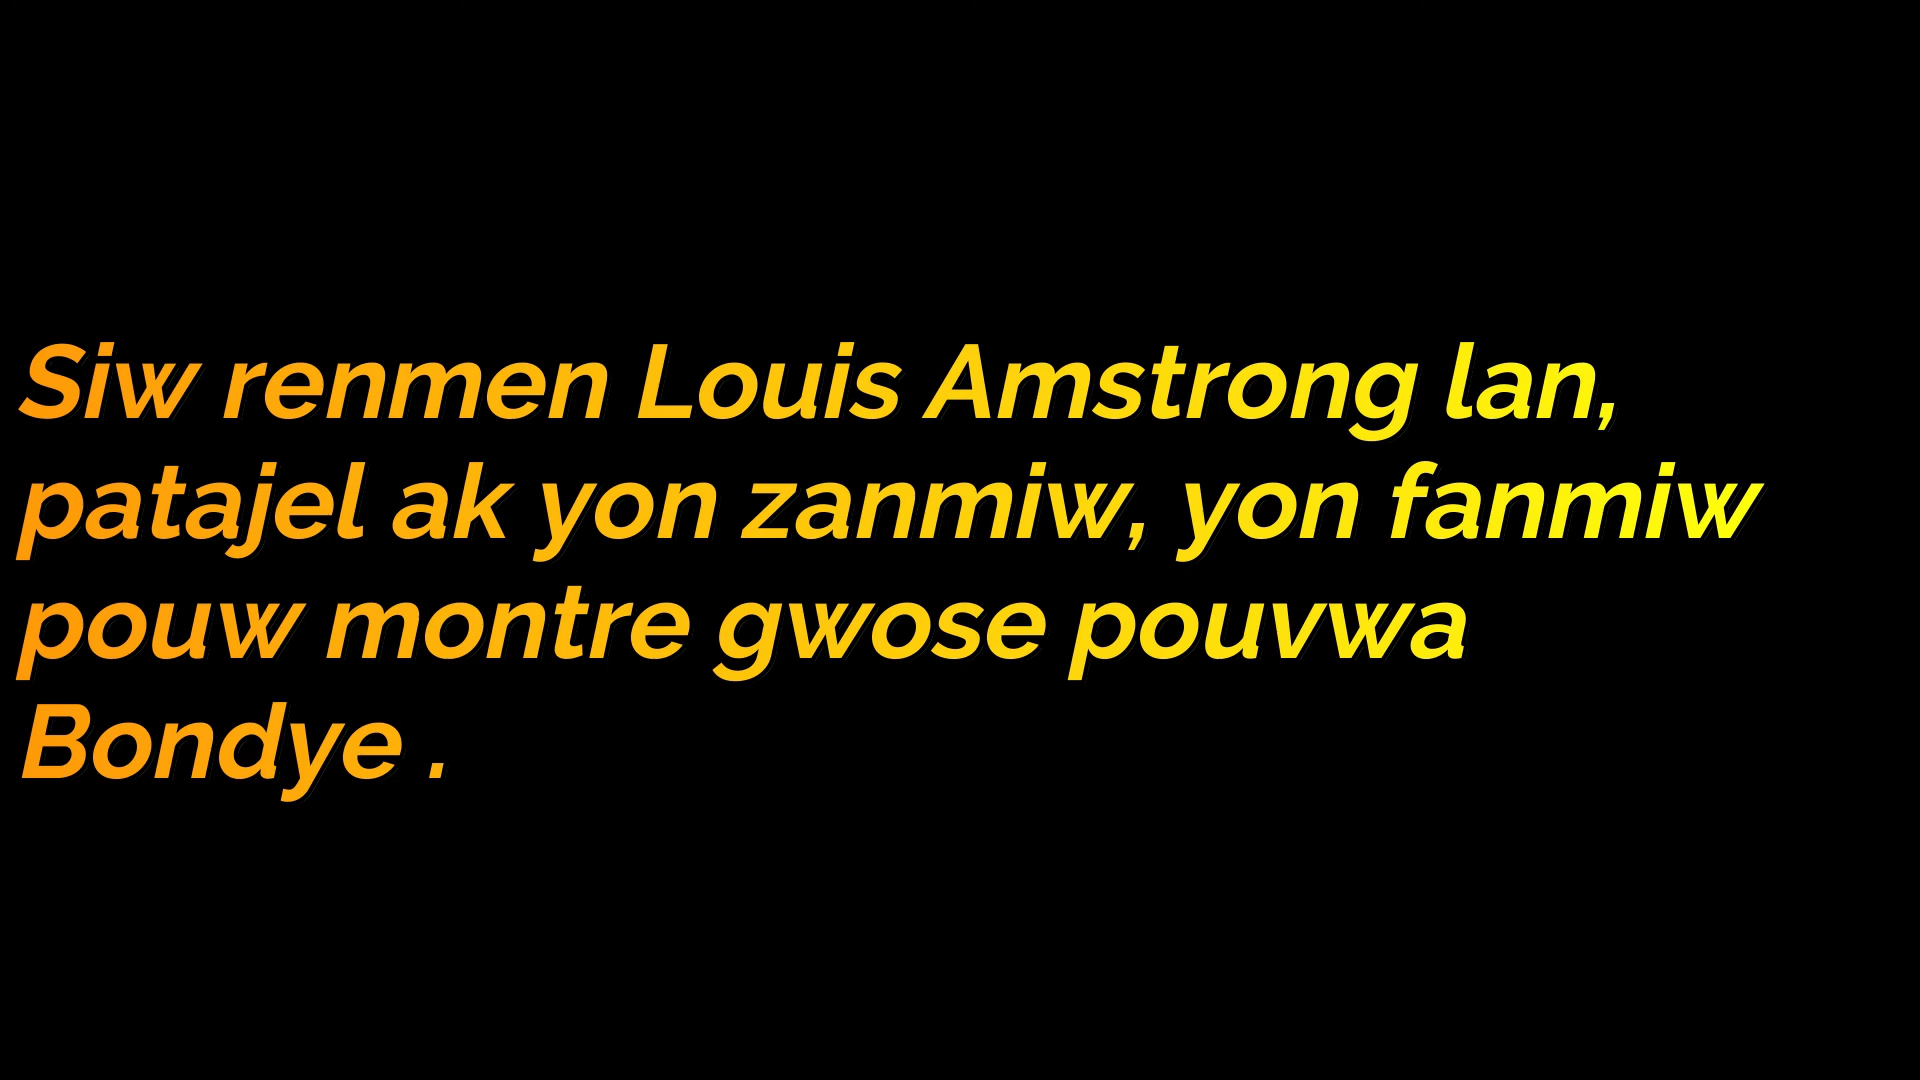 Siw renmen Louis Amstrong lan,
patajel ak yon zanmiw, yon fanmiw
pouw montre gwose pouvwa
Bondye .